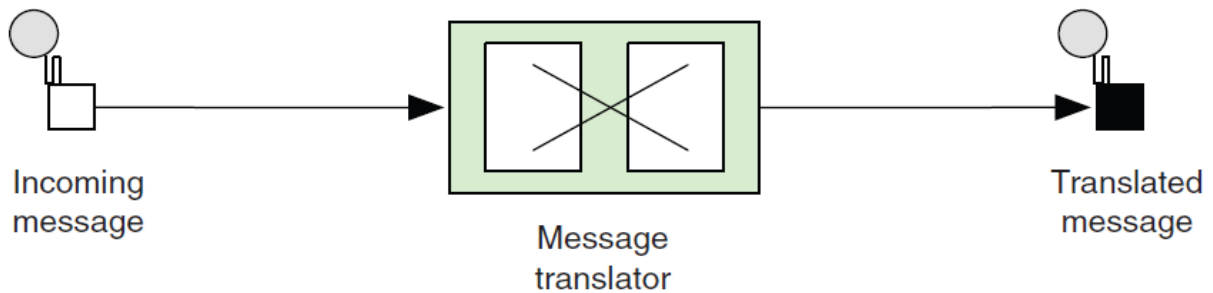 Incoming
message
Message
translator
Translated
message